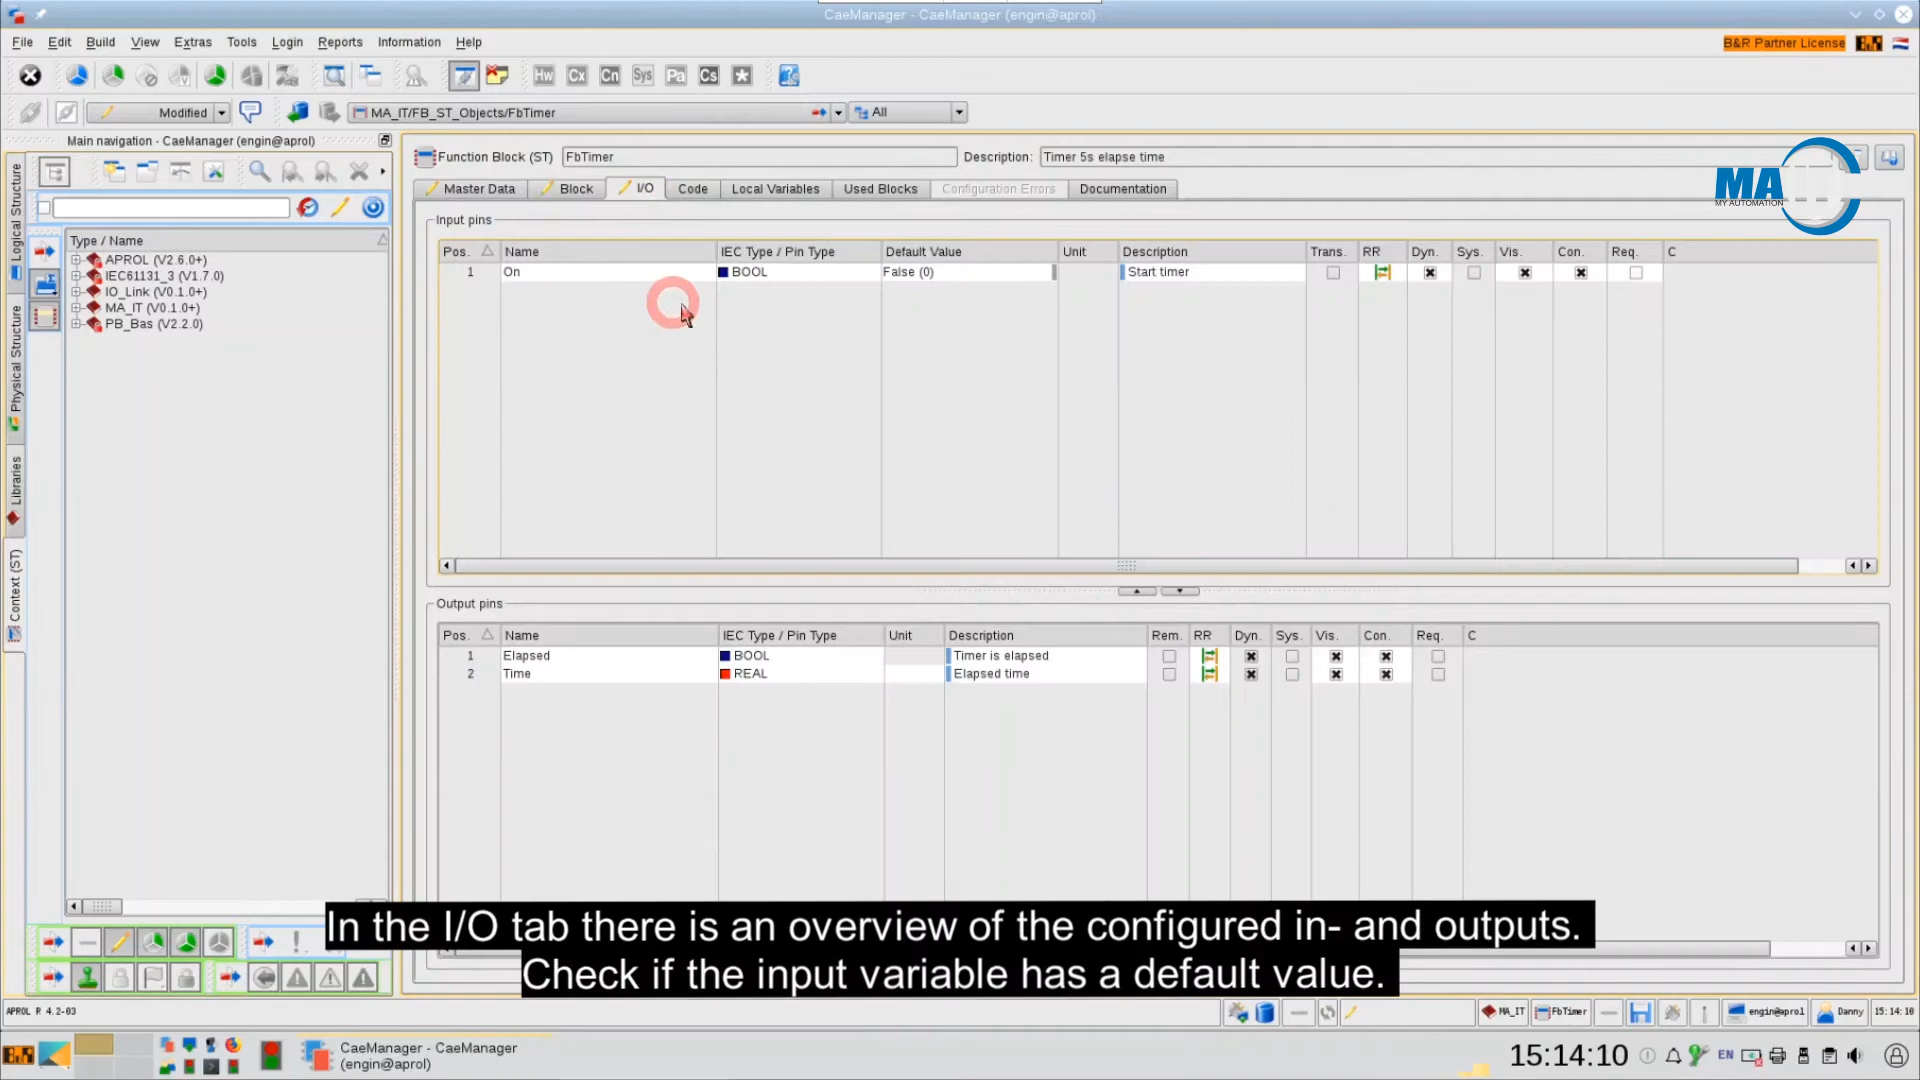 CaeManager - CaeManager (engin@aprol)
File Edit Build View Extras Tools Login Reports Information Help
B&R Partner License
Hw Cx Cn Sys Pa Cs
Modified
MA_IT/FB_ST_Objects/FbTimer
All
Main navigation - CaeManager (engin@aprol)
Function Block (ST) FbTimer Description: Timer 5s elapse time
MA IT
MY AUTOMATION
Master Data Block I/O Code Local Variables Used Blocks Configuration Errors Documentation
Logical Structure
Physical Structure
Libraries
Context (ST)
Type / Name
APROL (V2.6.0+)
IEC61131_3 (V1.7.0)
IO_Link (V0.1.0+)
MA_IT (V0.1.0+)
PB_Bas (V2.2.0)
Input pins
Pos. Name IEC Type / Pin Type Default Value Unit Description Trans. RR Dyn. Sys. Vis. Con. Req. C
1 On BOOL False (0) Start timer
Output pins
Pos. Name IEC Type / Pin Type Unit Description Rem. RR Dyn. Sys. Vis. Con. Req. C
1 Elapsed BOOL Timer is elapsed
2 Time REAL Elapsed time
In the I/O tab there is an overview of the configured in- and outputs.
Check if the input variable has a default value.
APROL R 4.2-03
MA_IT FbTimer engin@aprol Danny 15:14:10
CaeManager - CaeManager
(engin@aprol)
15:14:10
EN